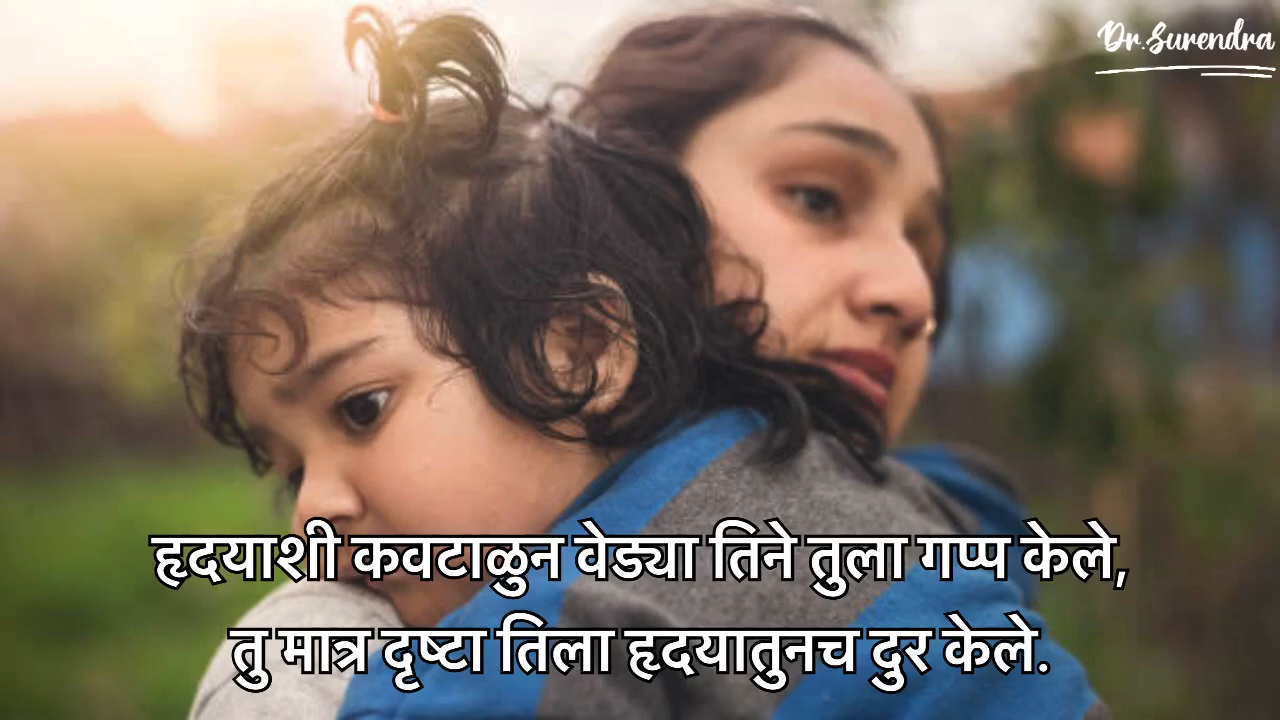 Dr.Surendra
हृदयाशी कवटाळुन वेड्या तिने तुला गप्प केले,
तु मात्र दृष्टा तिला हृदयातुनच दुर केले.